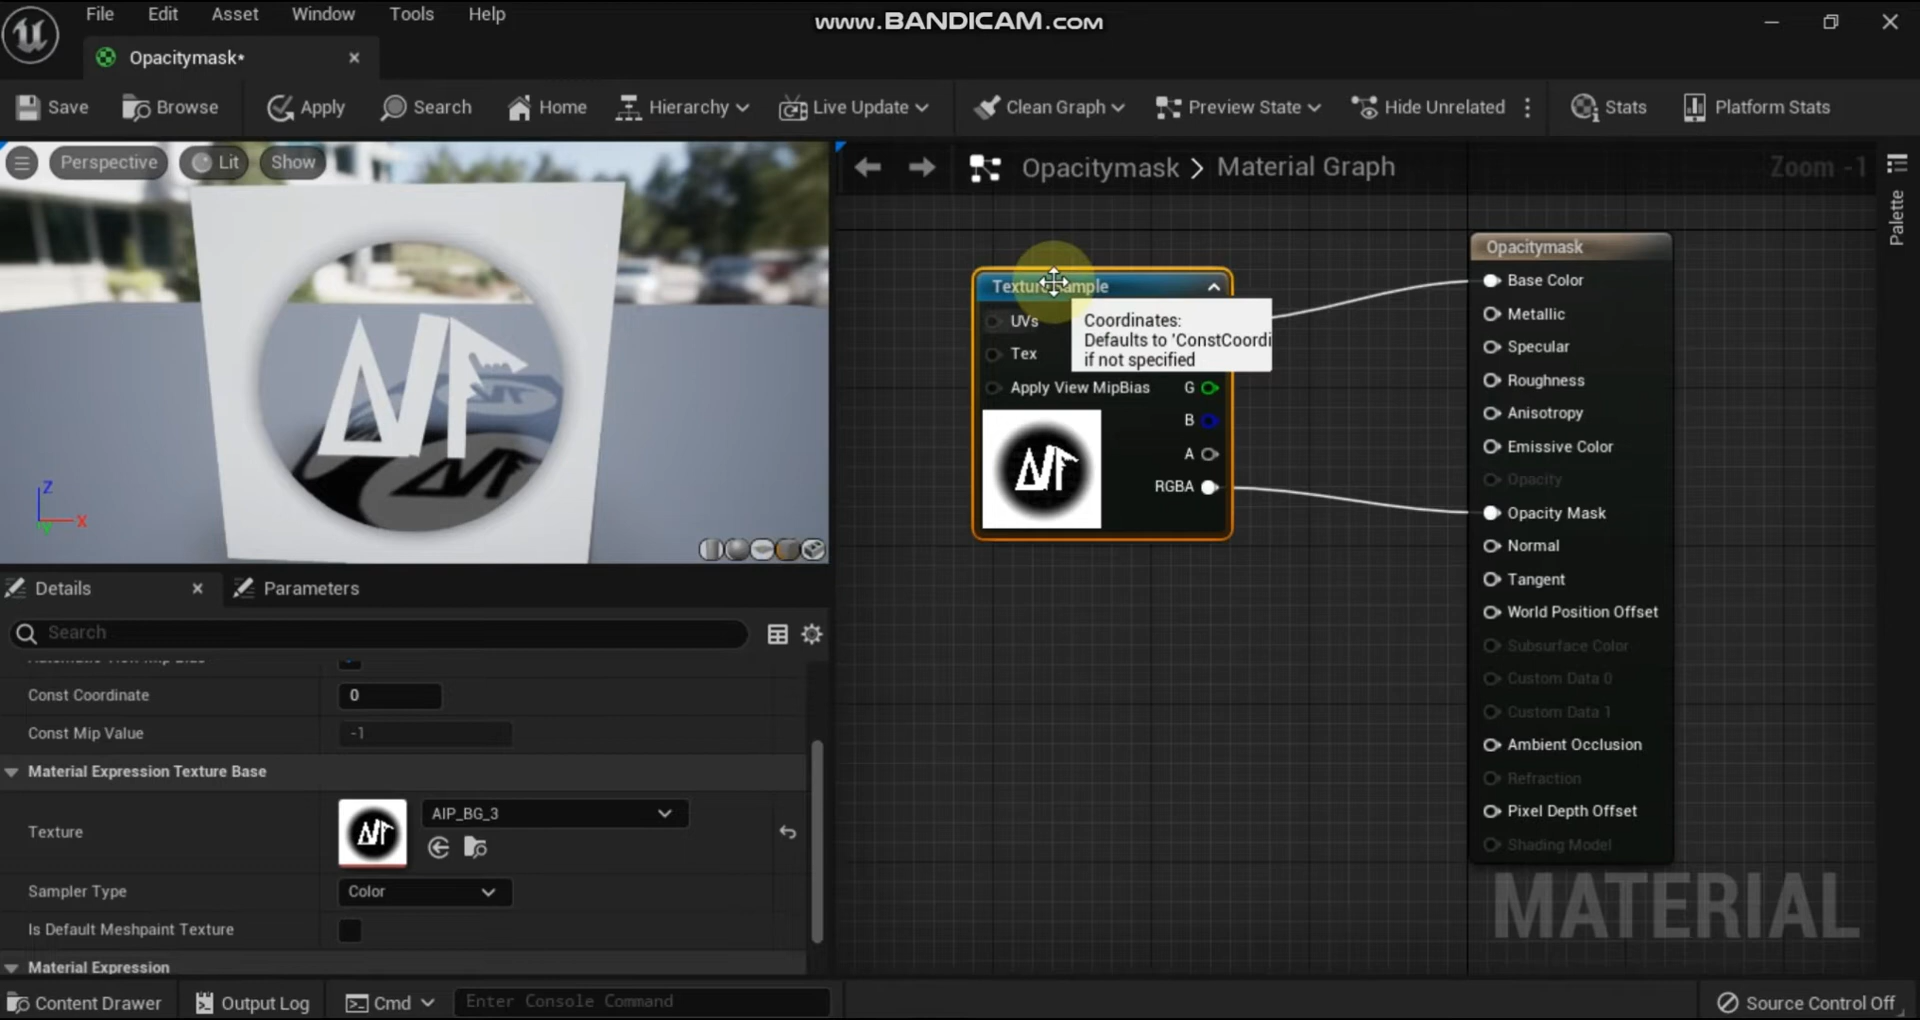 File Edit Asset Window Tools Help
www.BANDICAM.com
Opacitymask*
Save Browse Apply Search Home Hierarchy Live Update Clean Graph Preview State Hide Unrelated Stats Platform Stats
Perspective Lit Show
Opacitymask > Material Graph
Zoom -1
Palette
Z
X
Texture Sample
UVs
Tex
Apply View MipBias
Coordinates:
Defaults to 'ConstCoordi
if not specified
G
B
A
RGBA
Opacitymask
Base Color
Metallic
Specular
Roughness
Anisotropy
Emissive Color
Opacity
Opacity Mask
Normal
Tangent
World Position Offset
Subsurface Color
Custom Data 0
Custom Data 1
Ambient Occlusion
Refraction
Pixel Depth Offset
Shading Model
MATERIAL
Details Parameters
Search
Const Coordinate 0
Const Mip Value -1
Material Expression Texture Base
Texture AIP_BG_3
Sampler Type Color
Is Default Meshpaint Texture
Material Expression
Content Drawer Output Log Cmd Enter Console Command Source Control Off